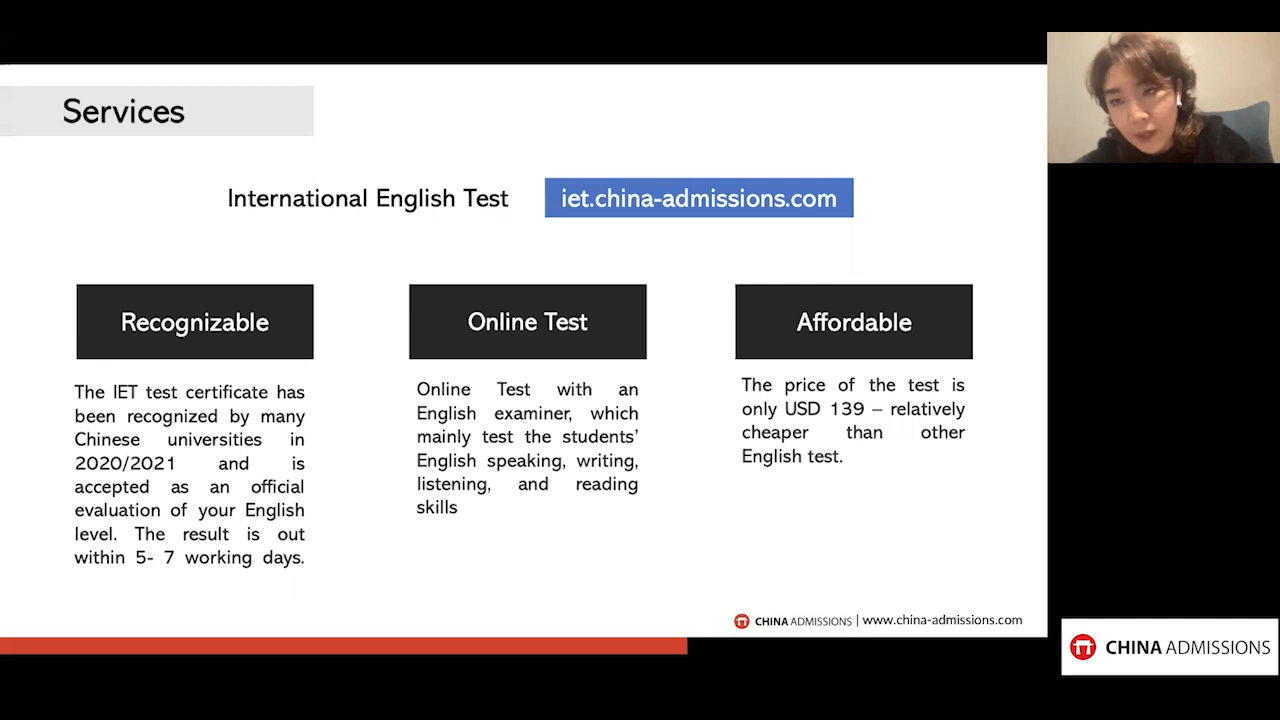 Services
International English Test
iet.china-admissions.com
Recognizable
The IET test certificate has
been recognized by many
Chinese universities in
2020/2021 and is
accepted as an official
evaluation of your English
level. The result is out
within 5- 7 working days.
Online Test
Online Test with an
English examiner, which
mainly test the students’
English speaking, writing,
listening, and reading
skills
Affordable
The price of the test is
only USD 139 – relatively
cheaper than other
English test.
CHINA ADMISSIONS | www.china-admissions.com
CHINA ADMISSIONS